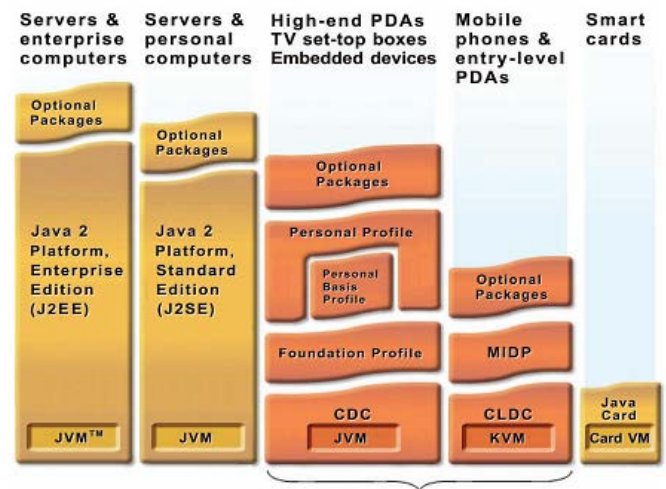 Servers &
enterprise
computers
Servers &
personal
computers
High-end PDAs
TV set-top boxes
Embedded devices
Mobile
phones &
entry-level
PDAs
Smart
cards
Optional
Packages
Java 2
Platform,
Enterprise
Edition
(J2EE)
JVM™
Optional
Packages
Java 2
Platform,
Standard
Edition
(J2SE)
JVM
Optional
Packages
Personal Profile
Personal
Basis
Profile
Foundation Profile
CDC
JVM
Optional
Packages
MIDP
CLDC
KVM
Java
Card
Card VM